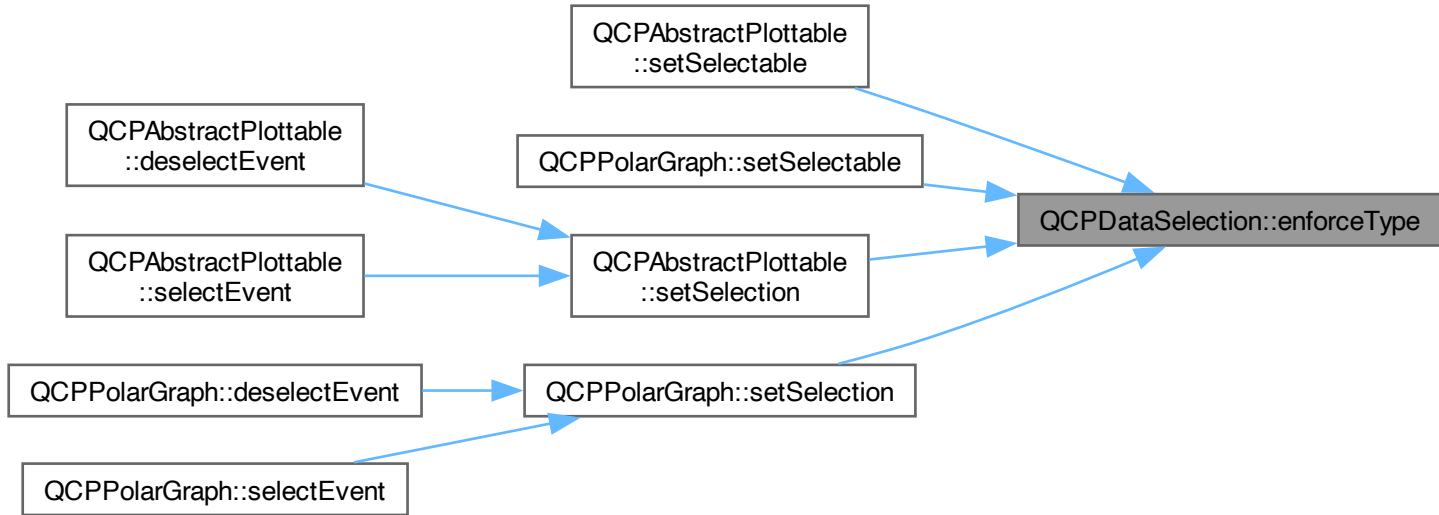 QCPAbstractPlottable
::setSelectable
QCPAbstractPlottable
::deselectEvent
QCPPolarGraph::setSelectable
QCPDataSelection::enforceType
QCPAbstractPlottable
::selectEvent
QCPAbstractPlottable
::setSelection
QCPPolarGraph::deselectEvent
QCPPolarGraph::setSelection
QCPPolarGraph::selectEvent